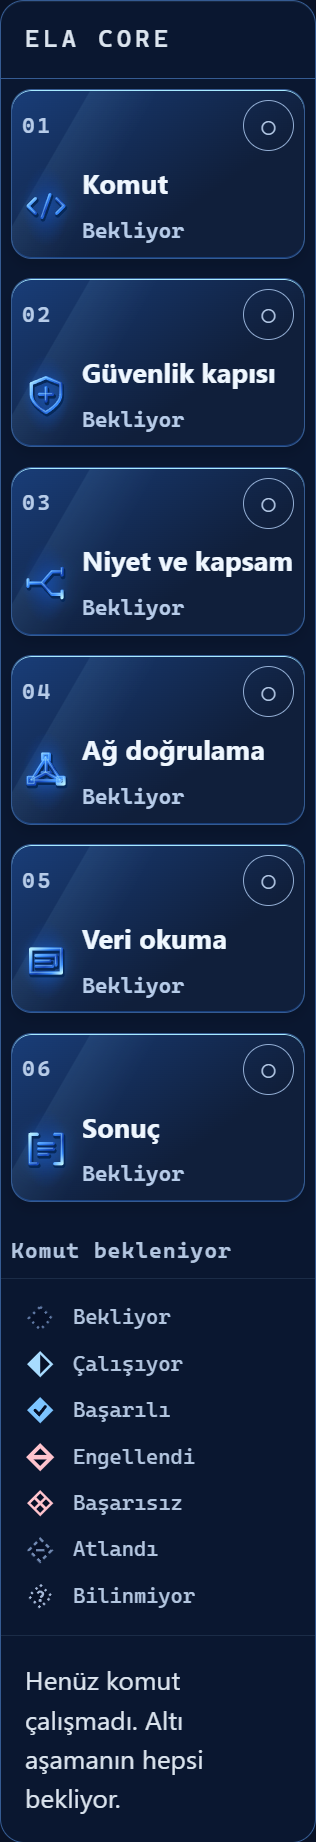 ELA CORE
01
Komut
Bekliyor
02
Güvenlik kapısı
Bekliyor
03
Niyet ve kapsam
Bekliyor
04
Ağ doğrulama
Bekliyor
05
Veri okuma
Bekliyor
06
Sonuç
Bekliyor
Komut bekleniyor
Bekliyor
Çalışıyor
Başarılı
Engellendi
Başarısız
Atlandı
Bilinmiyor
Henüz komut
çalışmadı. Altı
aşamanın hepsi
bekliyor.